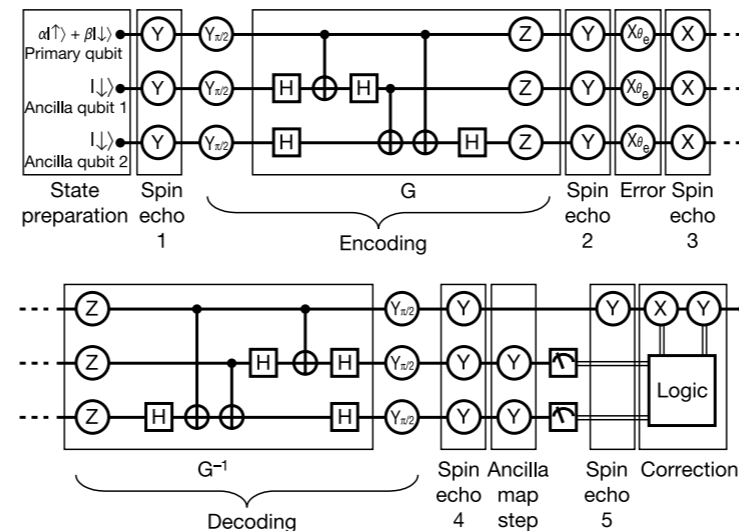 α|↑⟩ + β|↓⟩ Y Yπ/2 Z Y Xθe X
Primary qubit
|↓⟩ Y Yπ/2 H H Z Y Xθe X
Ancilla qubit 1
|↓⟩ Y Yπ/2 H H Z Y Xθe X
Ancilla qubit 2
State preparation
Spin echo 1
G
Encoding
Spin echo 2
Error
Spin echo 3
Z Yπ/2 Y Y X Y
Z H H Yπ/2 Y Y
Z H H Yπ/2 Y Y
Logic
G−1
Decoding
Spin echo 4
Ancilla map step
Spin echo 5
Correction